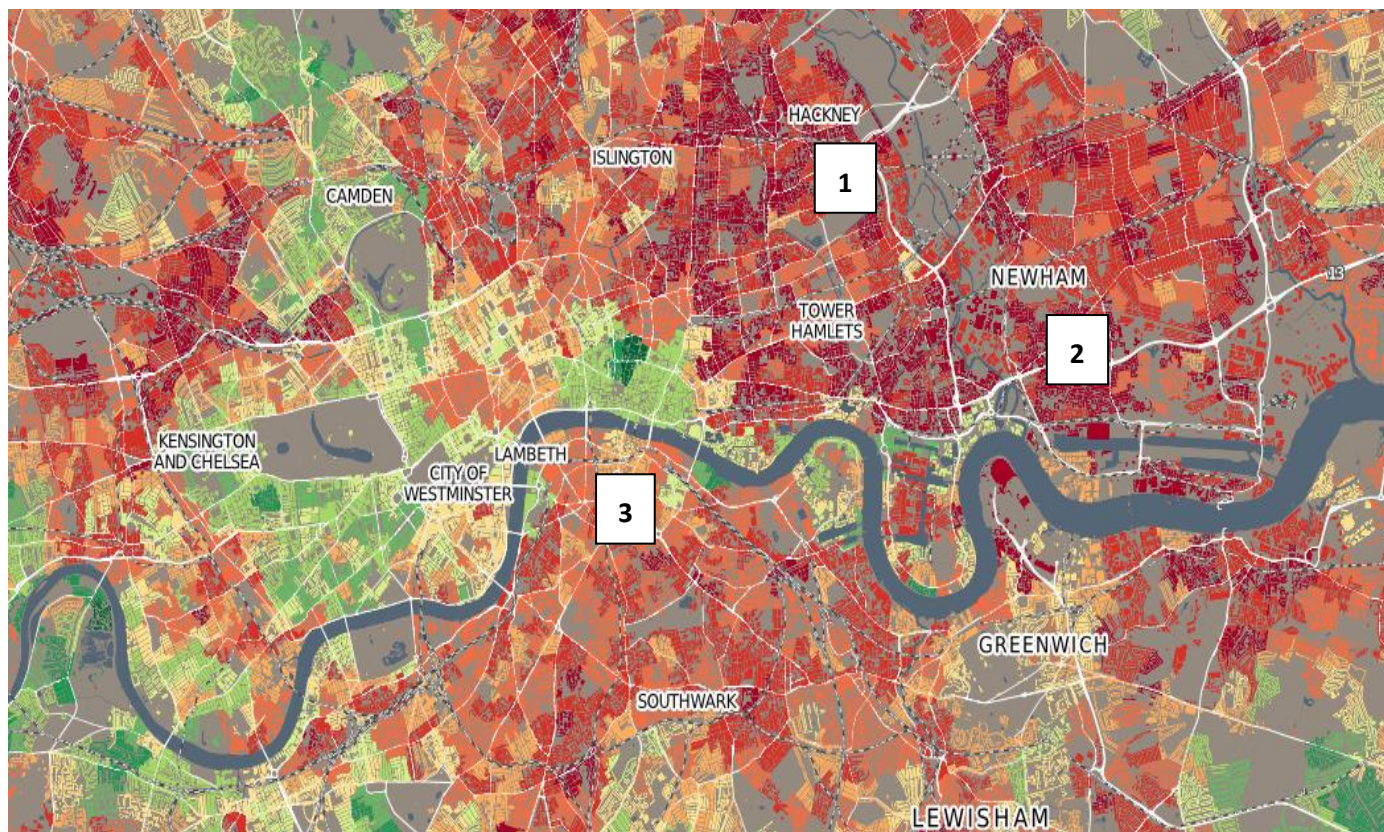 HACKNEY
ISLINGTON
1
CAMDEN
NEWHAM
13
TOWER
HAMLETS
2
KENSINGTON
AND CHELSEA
LAMBETH
CITY OF
WESTMINSTER
3
GREENWICH
SOUTHWARK
LEWISHAM